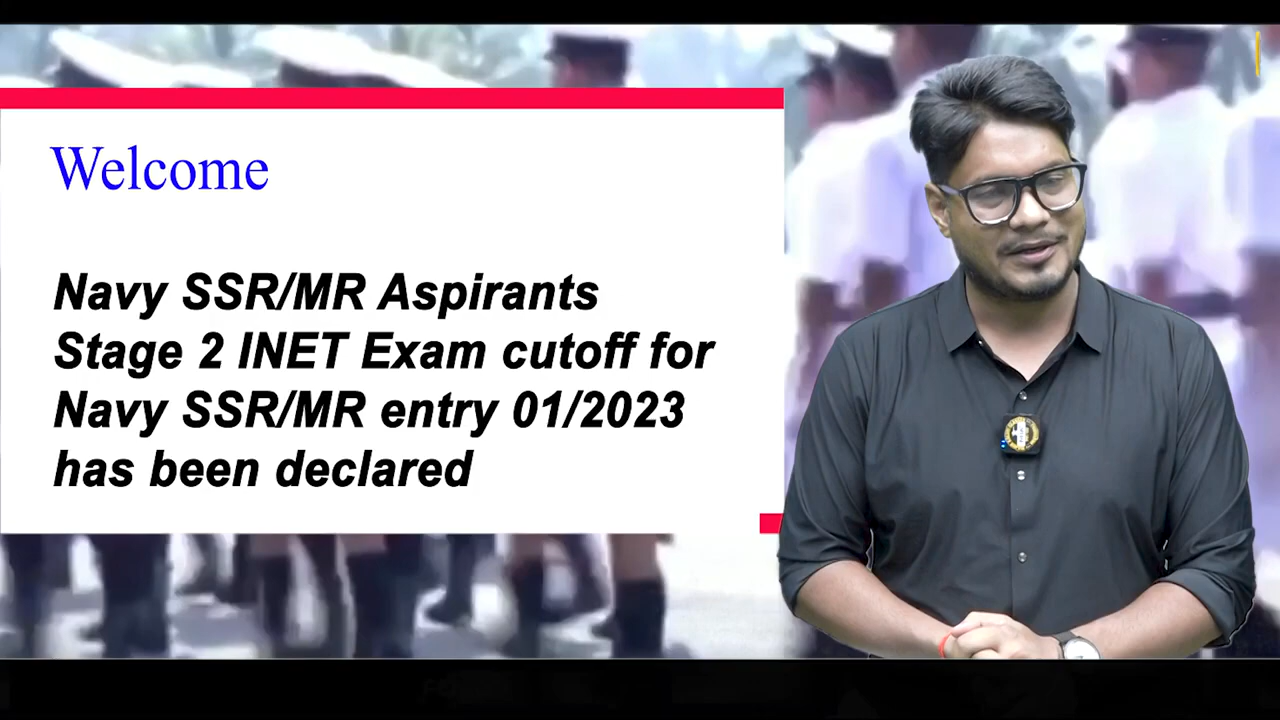 Welcome
Navy SSR/MR Aspirants
Stage 2 INET Exam cutoff for
Navy SSR/MR entry 01/2023
has been declared